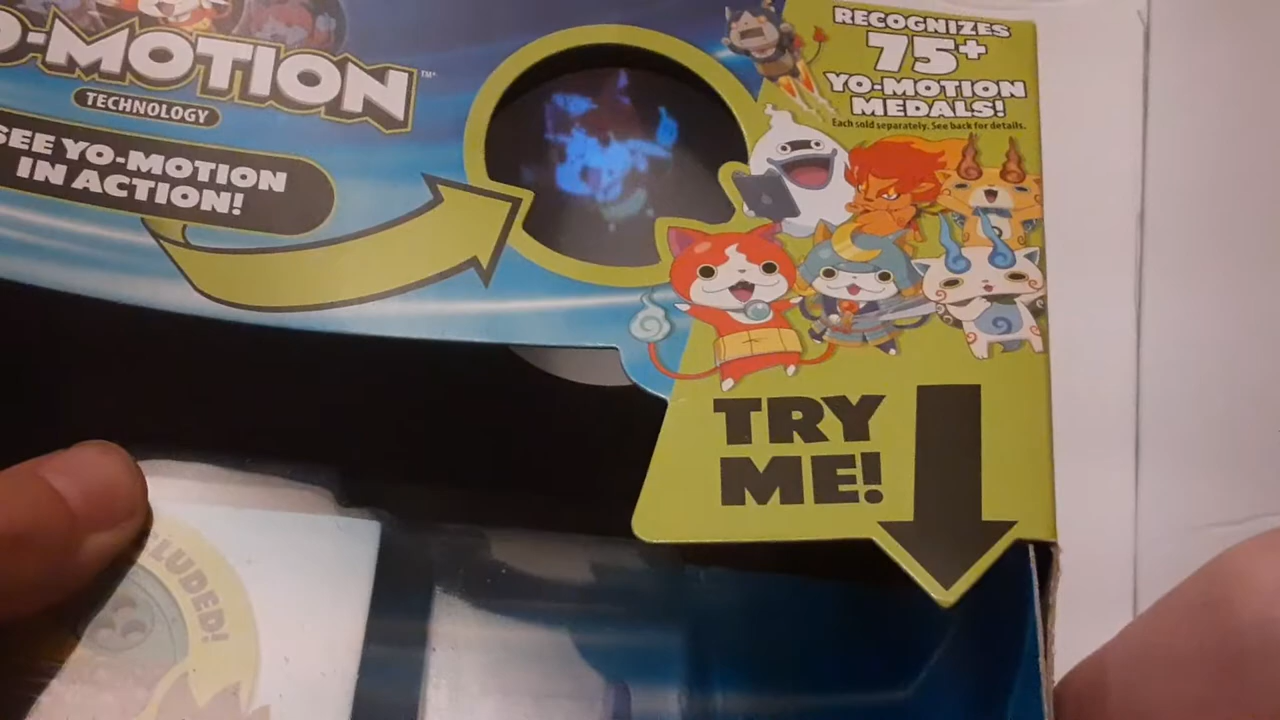 -MOTION™
TECHNOLOGY
SEE YO-MOTION
IN ACTION!
RECOGNIZES
75+
YO-MOTION
MEDALS!
Each sold separately. See back for details.
TRY
ME!
LUDED!